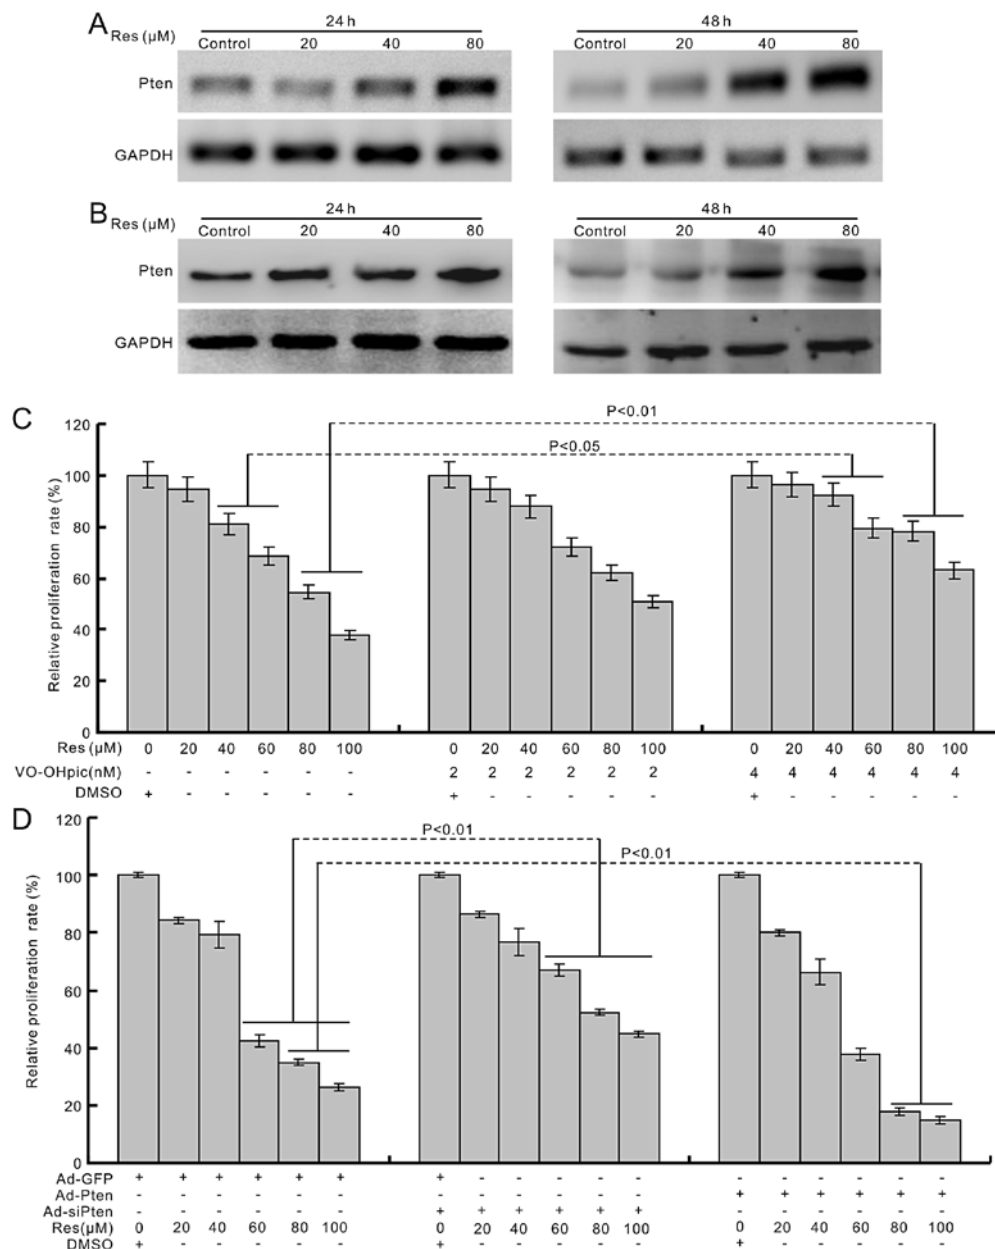 A
24 h
48 h
Res (μM)
Control 20 40 80
Control 20 40 80
Pten
GAPDH
B
24 h
48 h
Res (μM)
Control 20 40 80
Control 20 40 80
Pten
GAPDH
C
P<0.01
P<0.05
Relative proliferation rate (%)
120
100
80
60
40
20
0
Res (μM) 0 20 40 60 80 100 0 20 40 60 80 100 0 20 40 60 80 100
VO-OHpic(nM) - - - - - - 2 2 2 2 2 2 4 4 4 4 4 4
DMSO + - - - - - + - - - - - + - - - - -
D
P<0.01
P<0.01
Relative proliferation rate (%)
120
100
80
60
40
20
0
Ad-GFP + + + + + + + - - - - - - - - - - -
Ad-Pten - - - - - - - - - - - - + + + + + +
Ad-siPten - - - - - - + + + + + + - - - - - -
Res(μM) 0 20 40 60 80 100 0 20 40 60 80 100 0 20 40 60 80 100
DMSO + - - - - - + - - - - - + - - - - -